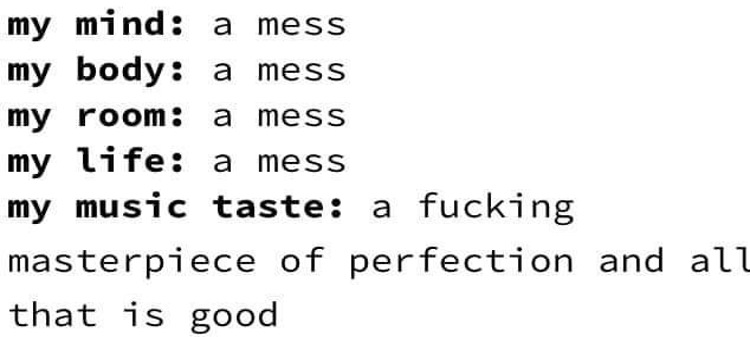 my mind: a mess
my body: a mess
my room: a mess
my life: a mess
my music taste: a fucking
masterpiece of perfection and all
that is good